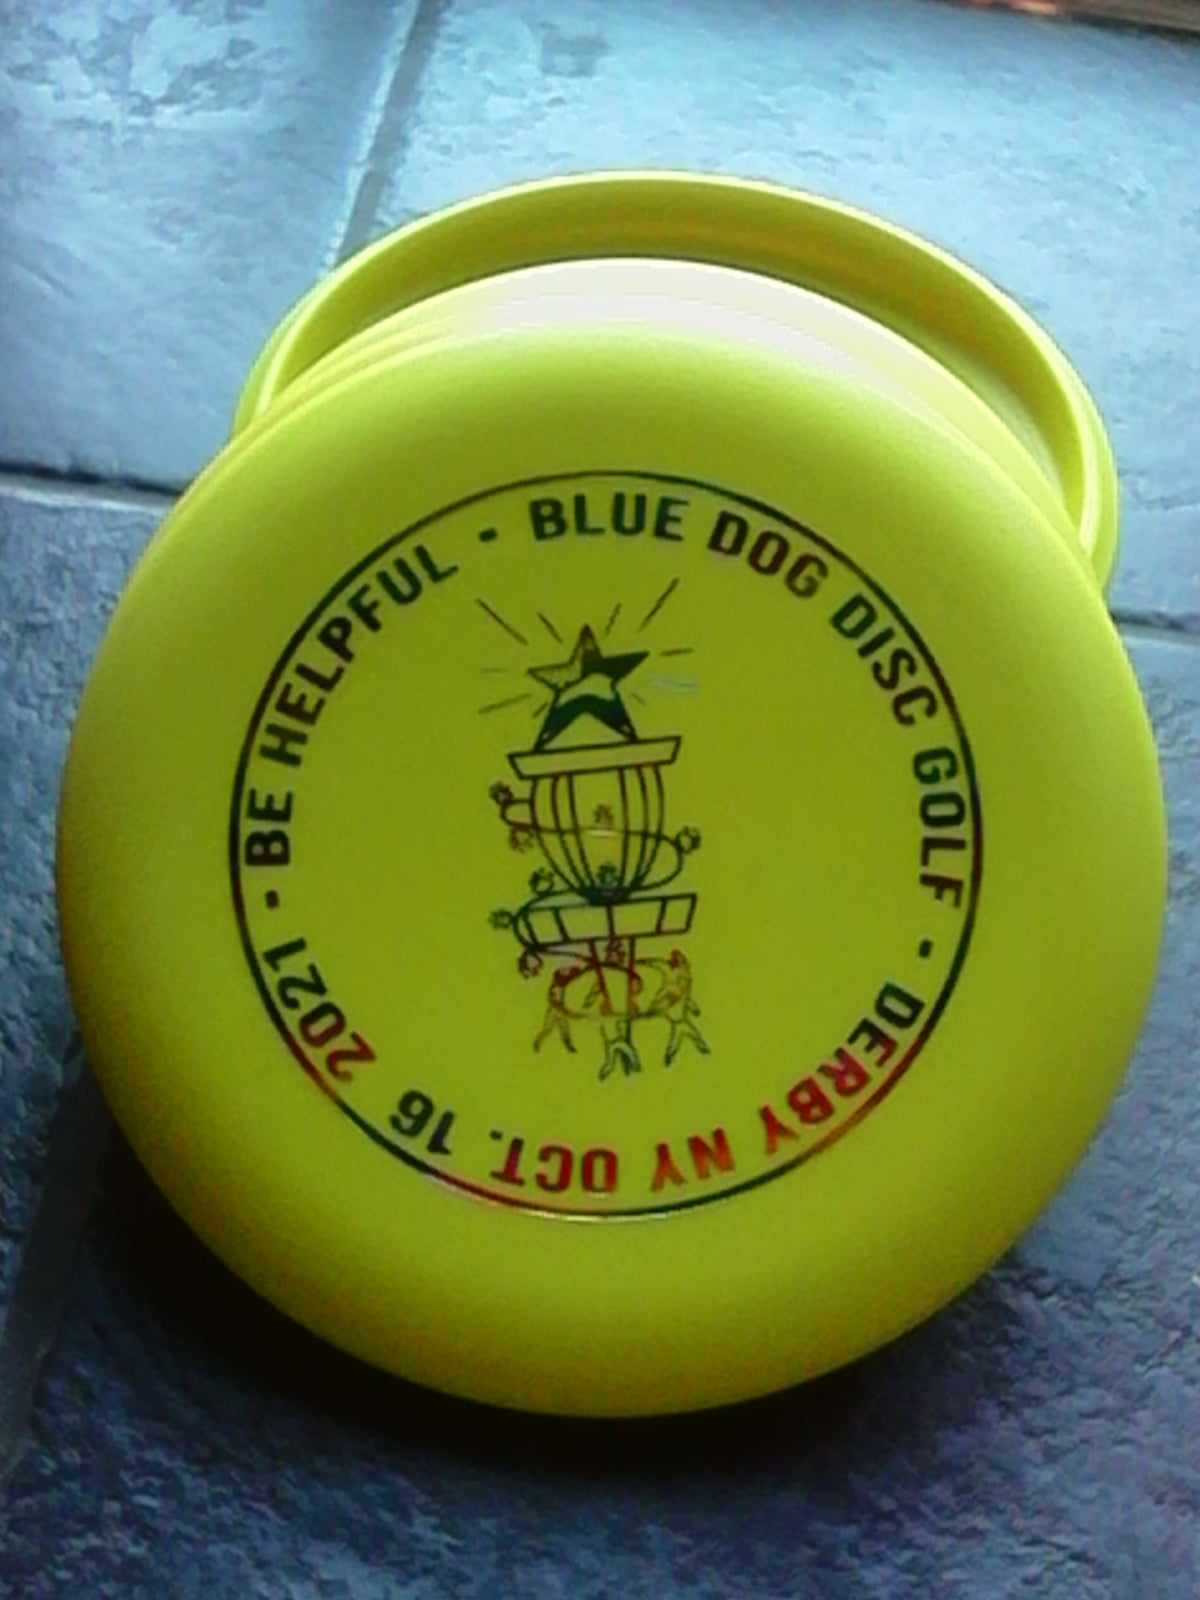 BLUE DOG DISC GOLF - DERBY NY OCT. 16 2021 - BE HELPFUL -